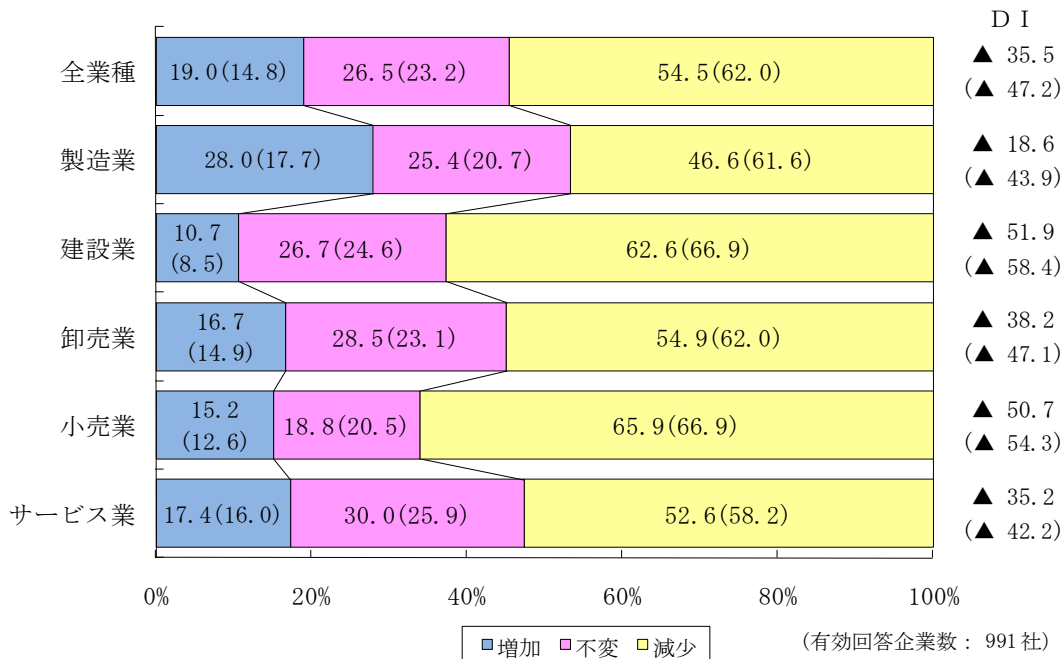 ＤＩ
全業種 19.0(14.8) 26.5(23.2) 54.5(62.0) ▲ 35.5
(▲ 47.2)
製造業 28.0(17.7) 25.4(20.7) 46.6(61.6) ▲ 18.6
(▲ 43.9)
建設業 10.7 26.7(24.6) 62.6(66.9) ▲ 51.9
(8.5) (▲ 58.4)
卸売業 16.7 28.5(23.1) 54.9(62.0) ▲ 38.2
(14.9) (▲ 47.1)
小売業 15.2 18.8(20.5) 65.9(66.9) ▲ 50.7
(12.6) (▲ 54.3)
サービス業 17.4(16.0) 30.0(25.9) 52.6(58.2) ▲ 35.2
(▲ 42.2)
0% 20% 40% 60% 80% 100%
増加 不変 減少 (有効回答企業数： 991社)